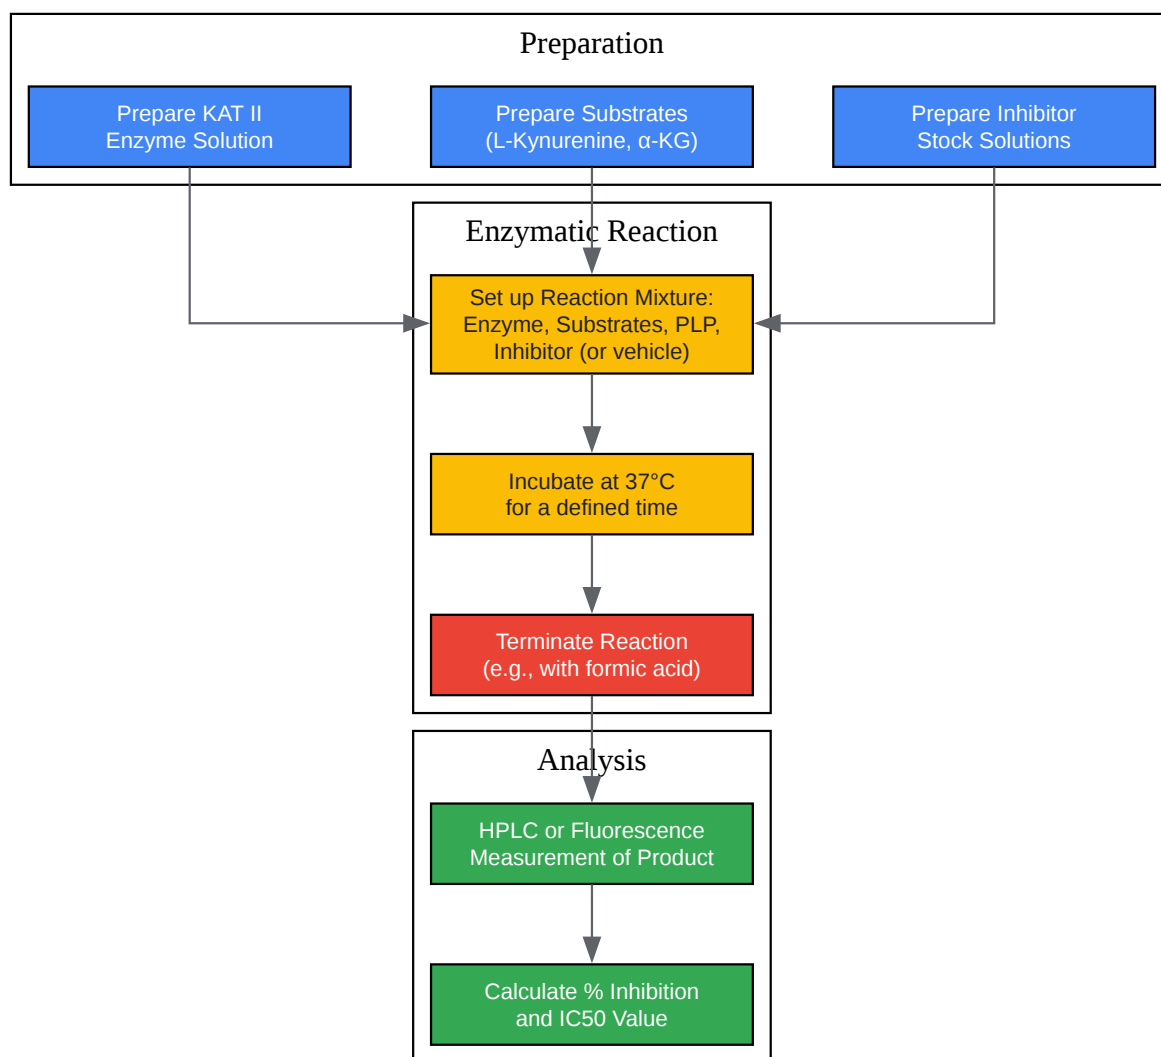 Preparation
Prepare KAT II
Enzyme Solution
Prepare Substrates
(L-Kynurenine, α-KG)
Prepare Inhibitor
Stock Solutions
Enzymatic Reaction
Set up Reaction Mixture:
Enzyme, Substrates, PLP,
Inhibitor (or vehicle)
Incubate at 37°C
for a defined time
Terminate Reaction
(e.g., with formic acid)
Analysis
HPLC or Fluorescence
Measurement of Product
Calculate % Inhibition
and IC50 Value